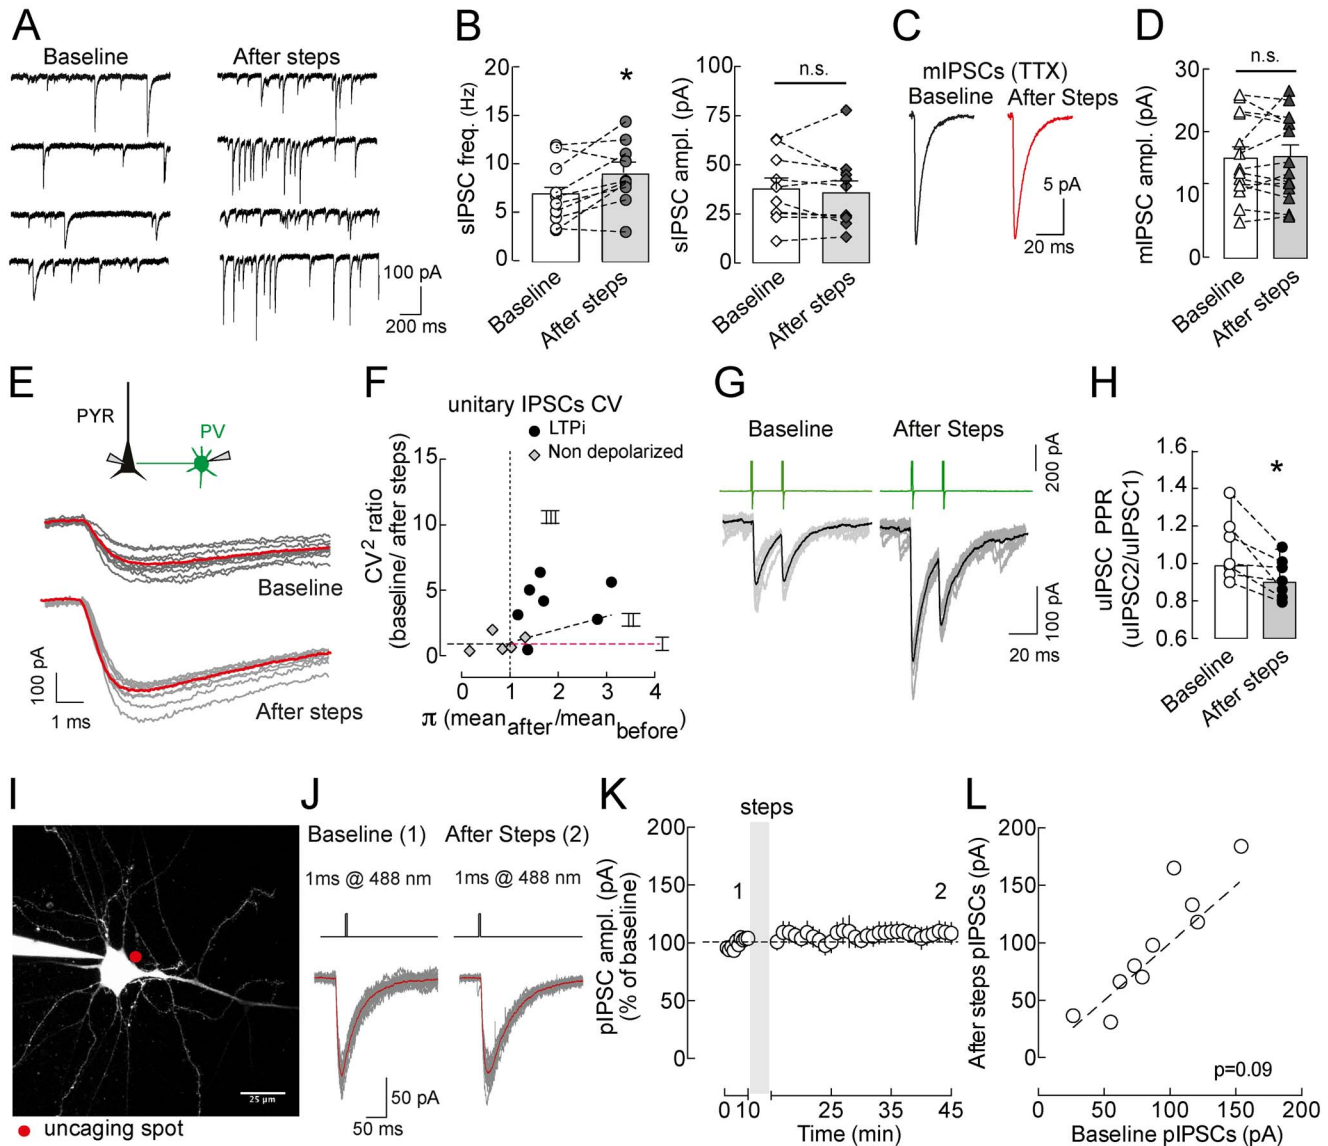 A
Baseline
After steps
100 pA
200 ms
B
sIPSC freq. (Hz)
20
15
10
5
0
*
Baseline
After steps
sIPSC ampl. (pA)
100
75
50
25
0
n.s.
Baseline
After steps
C
mIPSCs (TTX)
Baseline
After Steps
5 pA
20 ms
D
mIPSC ampl. (pA)
30
20
10
0
n.s.
Baseline
After steps
E
PYR
PV
Baseline
100 pA
1 ms
After steps
F
unitary IPSCs CV
LTPi
Non depolarized
CV² ratio
(baseline/ after steps)
15
10
5
0
III
II
I
0
1
2
3
4
π (mean after/mean before)
G
Baseline
After Steps
200 pA
100 pA
20 ms
H
uIPSC PPR
(uIPSC2/uIPSC1)
1.6
1.4
1.2
1.0
0.8
0.6
*
Baseline
After steps
I
25 µm
uncaging spot
J
Baseline (1)
After Steps (2)
1ms @ 488 nm
1ms @ 488 nm
50 pA
50 ms
K
steps
pIPSC ampl. (pA)
(% of baseline)
200
150
100
50
0
1
2
0
10
25
35
45
Time (min)
L
After steps pIPSCs (pA)
200
150
100
50
0
p=0.09
0
50
100
150
200
Baseline pIPSCs (pA)